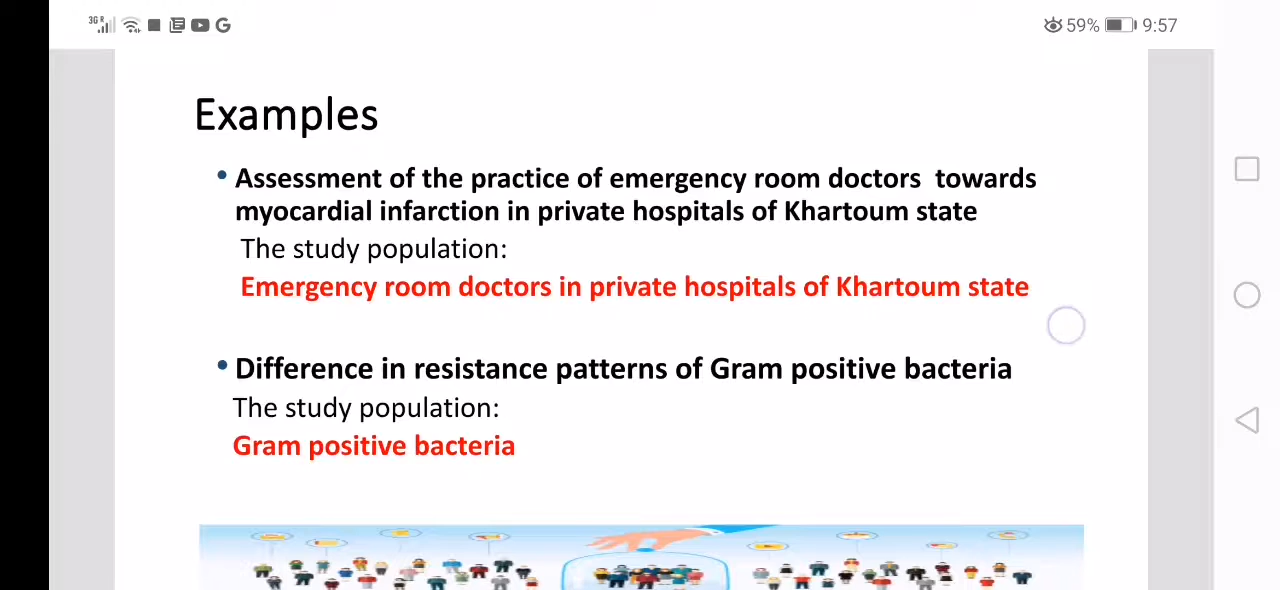 3G R 59% 9:57
Examples
• Assessment of the practice of emergency room doctors towards
myocardial infarction in private hospitals of Khartoum state
The study population:
Emergency room doctors in private hospitals of Khartoum state
• Difference in resistance patterns of Gram positive bacteria
The study population:
Gram positive bacteria